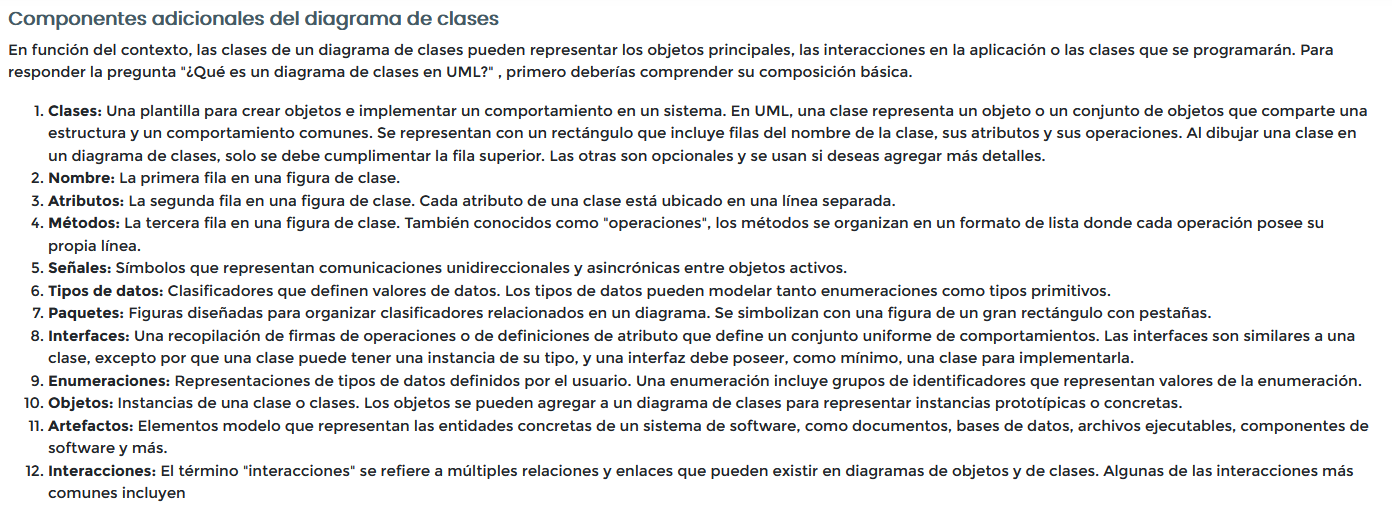 Componentes adicionales del diagrama de clases
En función del contexto, las clases de un diagrama de clases pueden representar los objetos principales, las interacciones en la aplicación o las clases que se programarán. Para
responder la pregunta "¿Qué es un diagrama de clases en UML?" , primero deberías comprender su composición básica.
1. Clases: Una plantilla para crear objetos e implementar un comportamiento en un sistema. En UML, una clase representa un objeto o un conjunto de objetos que comparte una
estructura y un comportamiento comunes. Se representan con un rectángulo que incluye filas del nombre de la clase, sus atributos y sus operaciones. Al dibujar una clase en
un diagrama de clases, solo se debe cumplimentar la fila superior. Las otras son opcionales y se usan si deseas agregar más detalles.
2. Nombre: La primera fila en una figura de clase.
3. Atributos: La segunda fila en una figura de clase. Cada atributo de una clase está ubicado en una línea separada.
4. Métodos: La tercera fila en una figura de clase. También conocidos como "operaciones", los métodos se organizan en un formato de lista donde cada operación posee su
propia línea.
5. Señales: Símbolos que representan comunicaciones unidireccionales y asincrónicas entre objetos activos.
6. Tipos de datos: Clasificadores que definen valores de datos. Los tipos de datos pueden modelar tanto enumeraciones como tipos primitivos.
7. Paquetes: Figuras diseñadas para organizar clasificadores relacionados en un diagrama. Se simbolizan con una figura de un gran rectángulo con pestañas.
8. Interfaces: Una recopilación de firmas de operaciones o de definiciones de atributo que define un conjunto uniforme de comportamientos. Las interfaces son similares a una
clase, excepto por que una clase puede tener una instancia de su tipo, y una interfaz debe poseer, como mínimo, una clase para implementarla.
9. Enumeraciones: Representaciones de tipos de datos definidos por el usuario. Una enumeración incluye grupos de identificadores que representan valores de la enumeración.
10. Objetos: Instancias de una clase o clases. Los objetos se pueden agregar a un diagrama de clases para representar instancias prototípicas o concretas.
11. Artefactos: Elementos modelo que representan las entidades concretas de un sistema de software, como documentos, bases de datos, archivos ejecutables, componentes de
software y más.
12. Interacciones: El término "interacciones" se refiere a múltiples relaciones y enlaces que pueden existir en diagramas de objetos y de clases. Algunas de las interacciones más
comunes incluyen